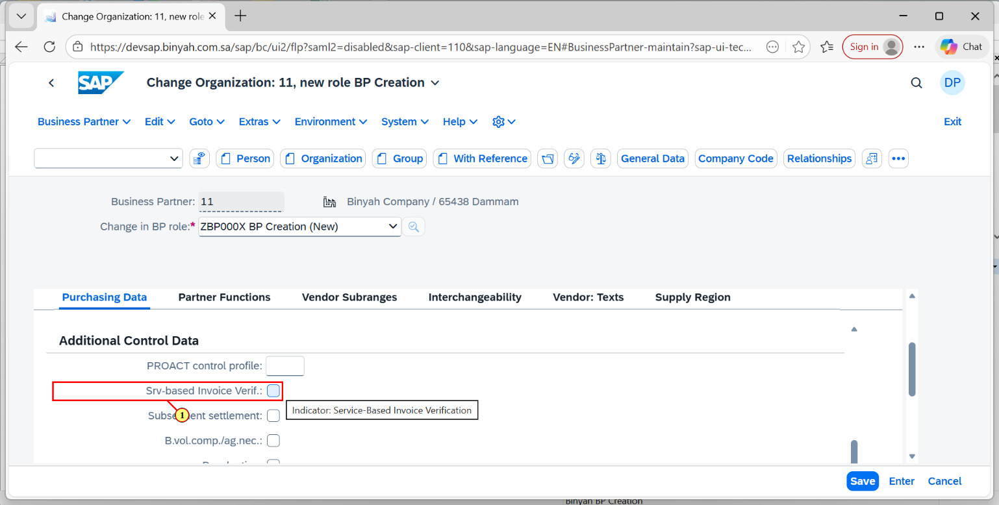 Change Organization: 11, new role
https://devsap.binyah.com.sa/sap/bc/ui2/flp?saml2=disabled&sap-client=110&sap-language=EN#BusinessPartner-maintain?sap-ui-tec...
Sign in
Chat
SAP
Change Organization: 11, new role BP Creation
DP
Business Partner
Edit
Goto
Extras
Environment
System
Help
Exit
Person
Organization
Group
With Reference
General Data
Company Code
Relationships
Business Partner: 11
Binyah Company / 65438 Dammam
Change in BP role:* ZBP000X BP Creation (New)
Purchasing Data
Partner Functions
Vendor Subranges
Interchangeability
Vendor: Texts
Supply Region
Additional Control Data
PROACT control profile:
Srv-based Invoice Verif.:
Indicator: Service-Based Invoice Verification
1
ent settlement:
B.vol.comp./ag.nec.:
Save
Enter
Cancel
Binyah BP Creation